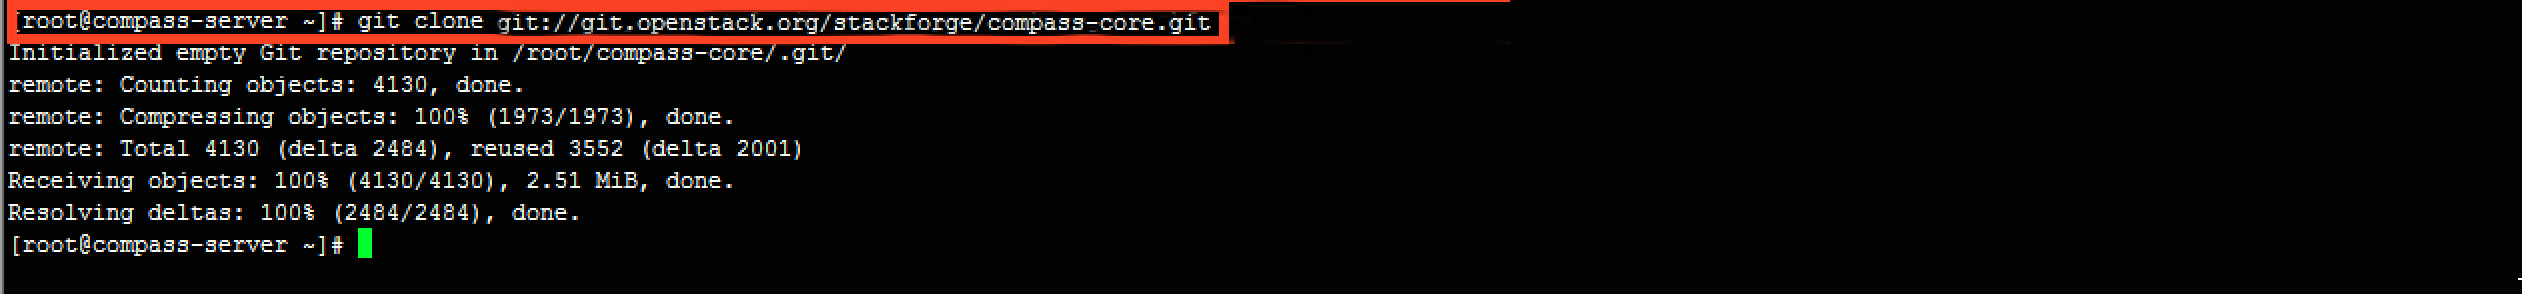 [root@compass-server ~]# git clone git://git.openstack.org/stackforge/compass-core.git
Initialized empty Git repository in /root/compass-core/.git/
remote: Counting objects: 4130, done.
remote: Compressing objects: 100% (1973/1973), done.
remote: Total 4130 (delta 2484), reused 3552 (delta 2001)
Receiving objects: 100% (4130/4130), 2.51 MiB, done.
Resolving deltas: 100% (2484/2484), done.
[root@compass-server ~]#